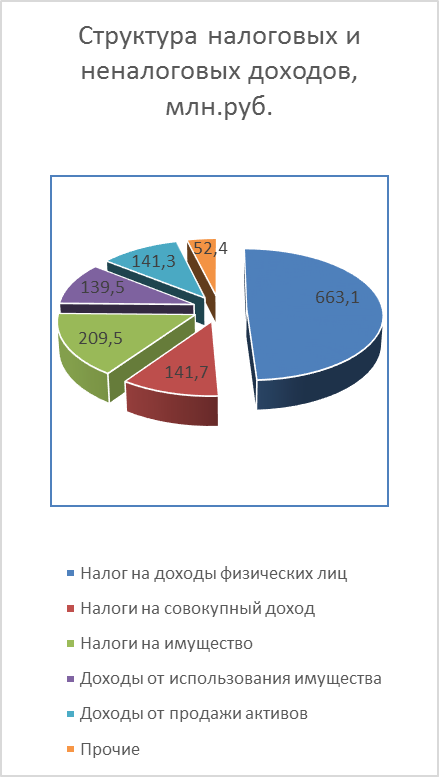 Структура налоговых и
неналоговых доходов,
млн.руб.
52,4
141,3
139,5
663,1
209,5
141,7
Налог на доходы физических лиц
Налоги на совокупный доход
Налоги на имущество
Доходы от использования имущества
Доходы от продажи активов
Прочие